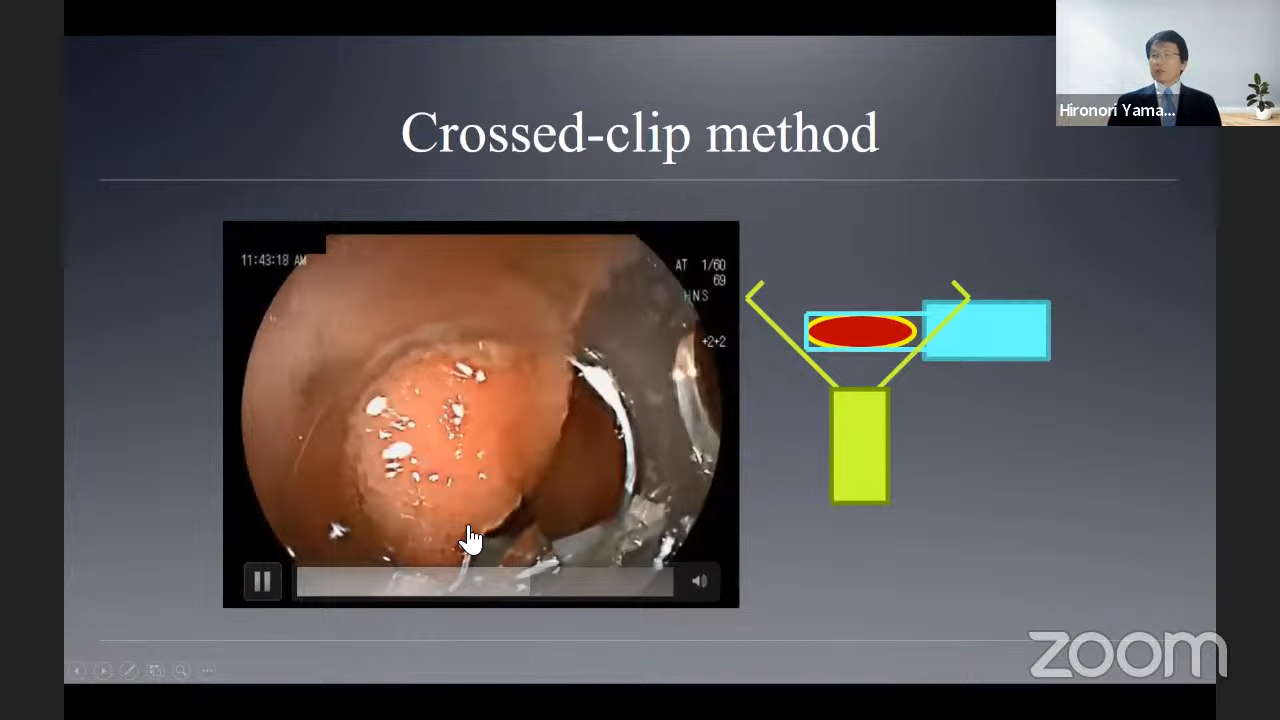 Hironori Yama...
Crossed-clip method
11:43:18 AM
AT 1/60
69
HNS
+2+2
zoom